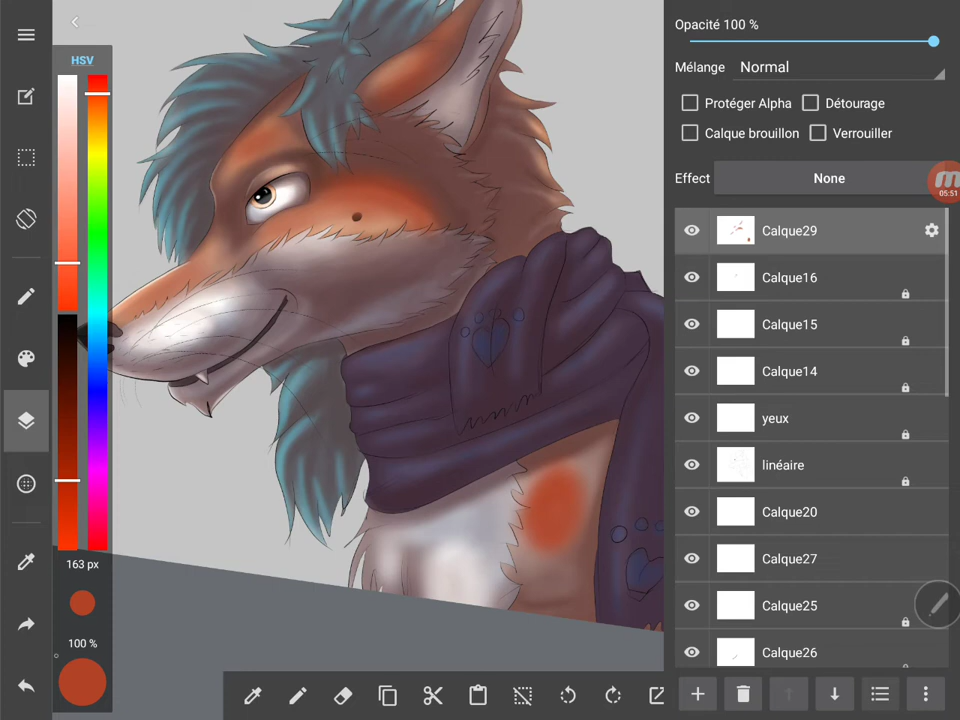 HSV
163 px
100 %
Opacité 100 %
Mélange Normal
Protéger Alpha Détourage
Calque brouillon Verrouiller
Effect None
05:51
Calque29
Calque16
Calque15
Calque14
yeux
linéaire
Calque20
Calque27
Calque25
Calque26